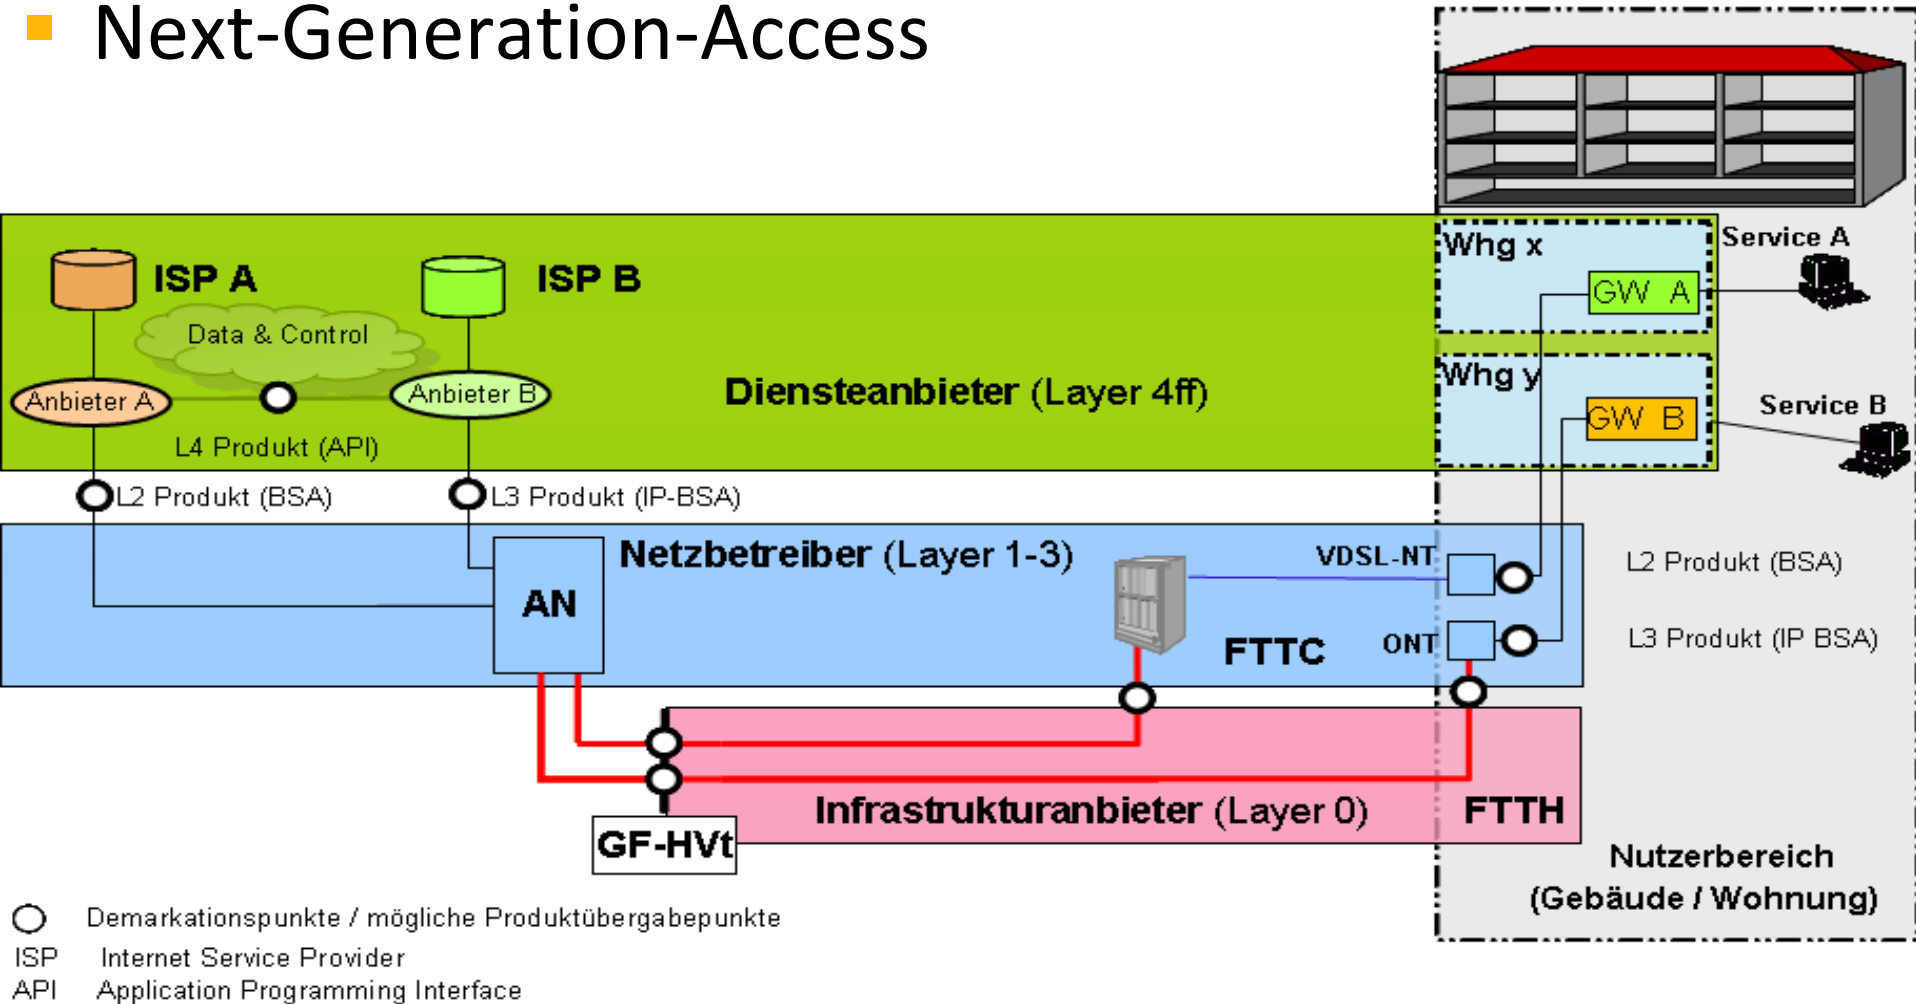 Next-Generation-Access
ISP A
ISP B
Data & Control
Anbieter A
Anbieter B
L4 Produkt (API)
Diensteanbieter (Layer 4ff)
Whg x
GW A
Service A
Whg y
GW B
Service B
L2 Produkt (BSA)
L3 Produkt (IP-BSA)
Netzbetreiber (Layer 1-3)
AN
VDSL-NT
L2 Produkt (BSA)
FTTC
ONT
L3 Produkt (IP BSA)
Infrastrukturanbieter (Layer 0)
FTTH
GF-HVt
Nutzerbereich
(Gebäude / Wohnung)
Demarkationspunkte / mögliche Produktübergabepunkte
ISP Internet Service Provider
API Application Programming Interface